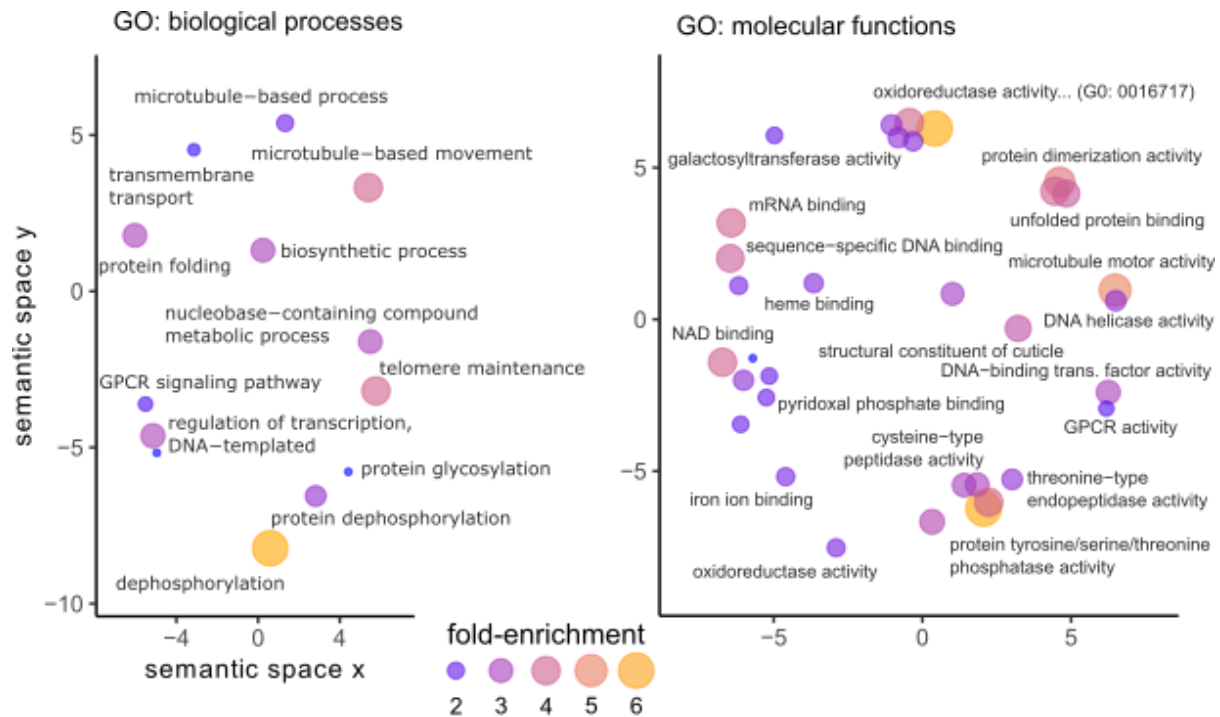 GO: biological processes
microtubule−based process
microtubule−based movement
transmembrane
transport
protein folding
biosynthetic process
nucleobase−containing compound
metabolic process
telomere maintenance
GPCR signaling pathway
regulation of transcription,
DNA−templated
protein glycosylation
protein dephosphorylation
dephosphorylation
5
0
−5
−10
semantic space y
−4
0
4
semantic space x
GO: molecular functions
oxidoreductase activity... (G0: 0016717)
galactosyltransferase activity
protein dimerization activity
mRNA binding
unfolded protein binding
sequence−specific DNA binding
microtubule motor activity
heme binding
DNA helicase activity
NAD binding
structural constituent of cuticle
DNA−binding trans. factor activity
pyridoxal phosphate binding
GPCR activity
cysteine−type
peptidase activity
threonine−type
endopeptidase activity
iron ion binding
protein tyrosine/serine/threonine
phosphatase activity
oxidoreductase activity
5
0
−5
−5
0
5
fold-enrichment
2 3 4 5 6